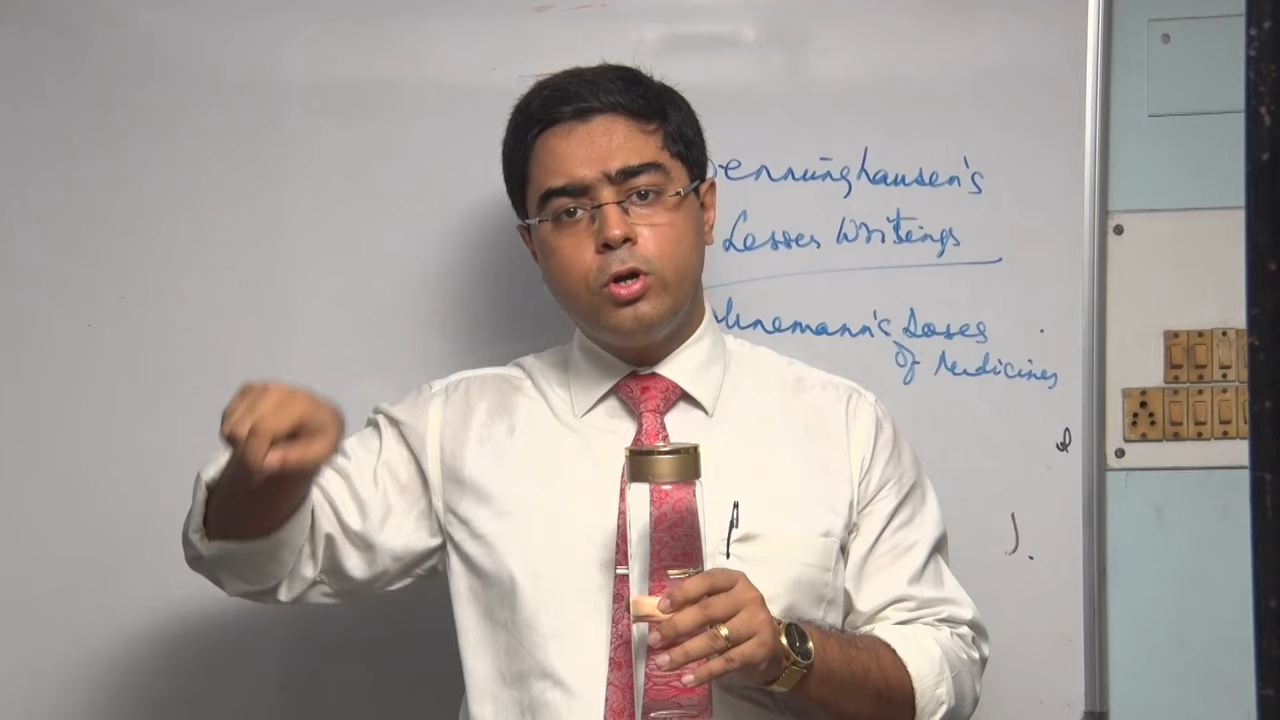 enninghausen's
Lesser Writings
hnemann's Doses
of Medicines